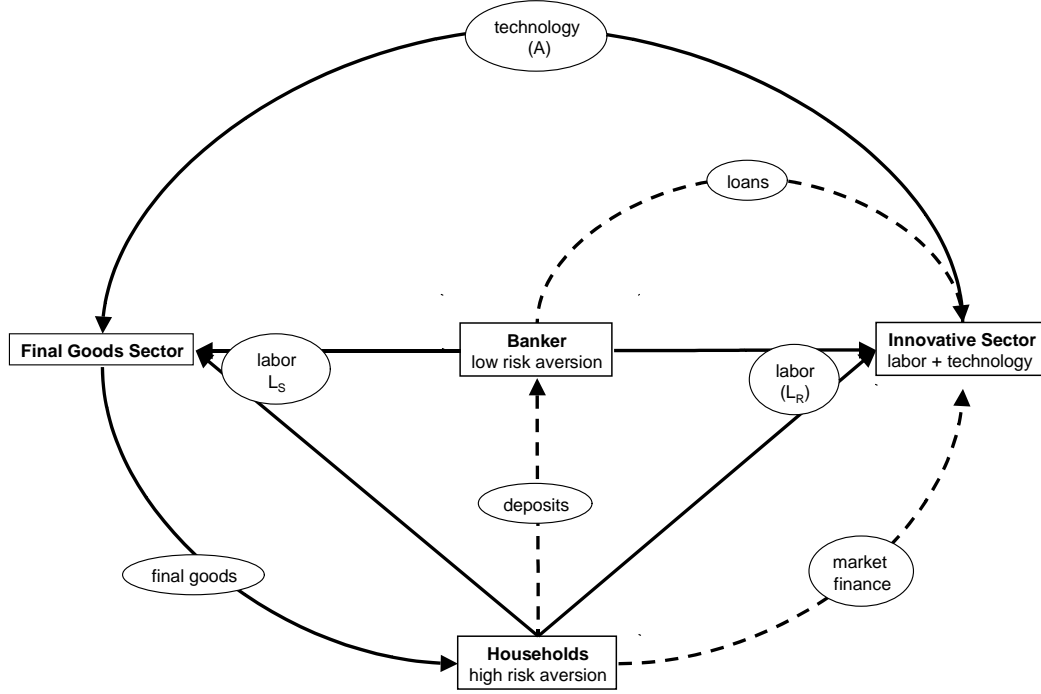 technology
(A)
loans
Final Goods Sector
labor
L_S
Banker
low risk aversion
labor
(L_R)
Innovative Sector
labor + technology
deposits
final goods
market
finance
Households
high risk aversion